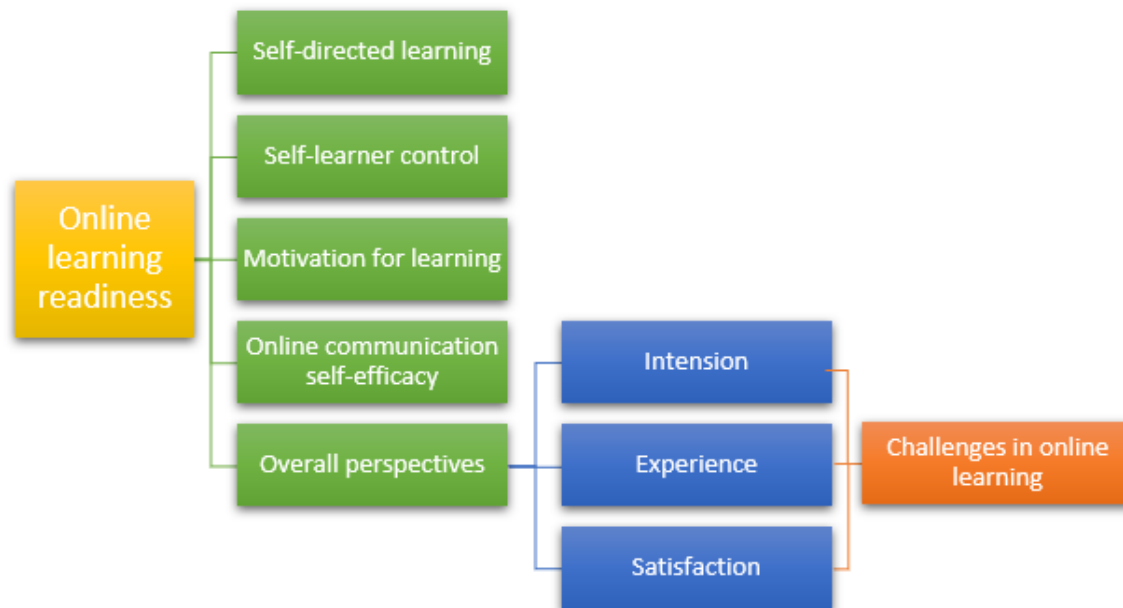 Online
learning
readiness
Self-directed learning
Self-learner control
Motivation for learning
Online communication
self-efficacy
Overall perspectives
Intension
Experience
Satisfaction
Challenges in online
learning